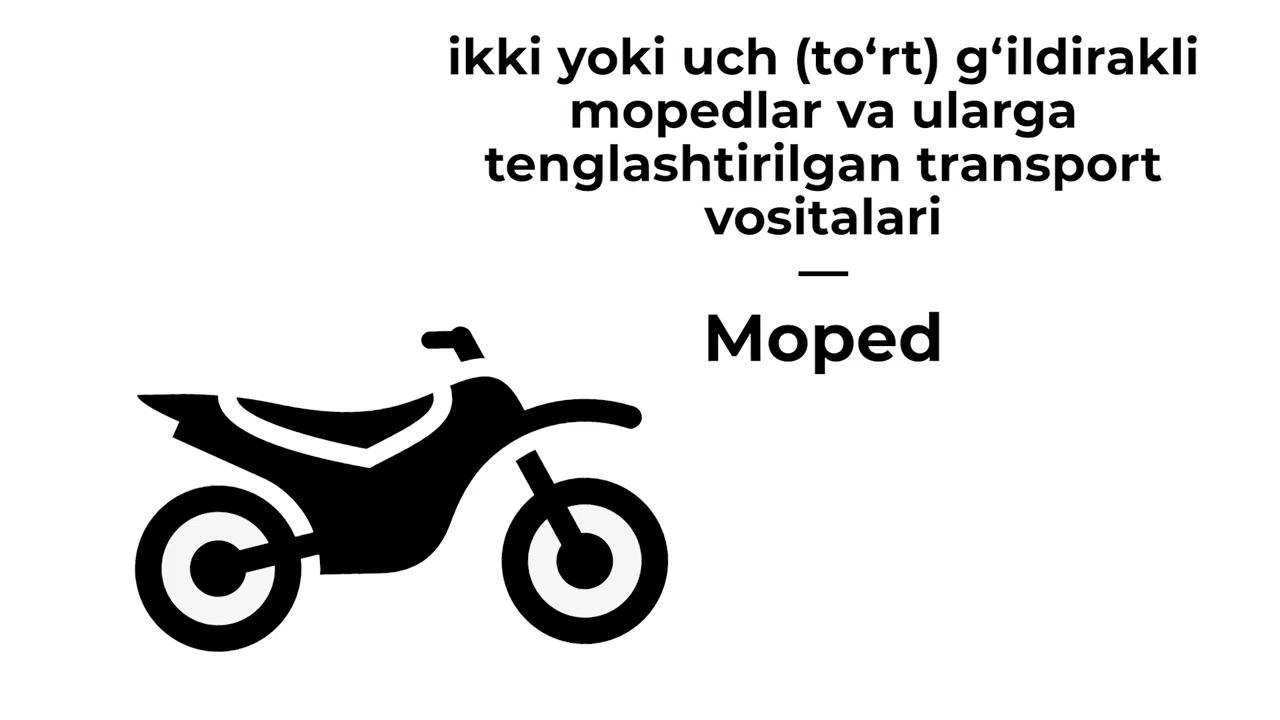 ikki yoki uch (to‘rt) g‘ildirakli
mopedlar va ularga
tenglashtirilgan transport
vositalari
—
Moped